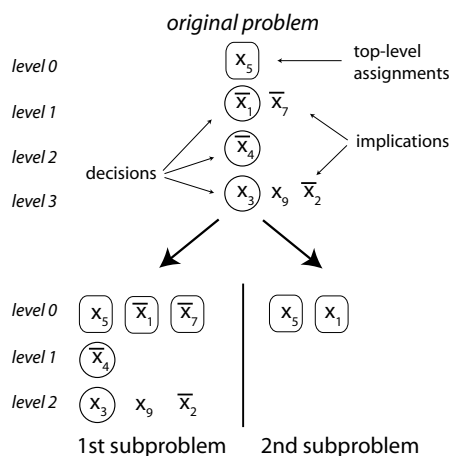 original problem
level 0 x₅ top-level
assignments
level 1 x̅₁ x̅₇
level 2 x̅₄ implications
decisions
level 3 x₃ x₉ x̅₂
level 0 x₅ x̅₁ x̅₇ x₅ x₁
level 1 x̅₄
level 2 x₃ x₉ x̅₂
1st subproblem 2nd subproblem